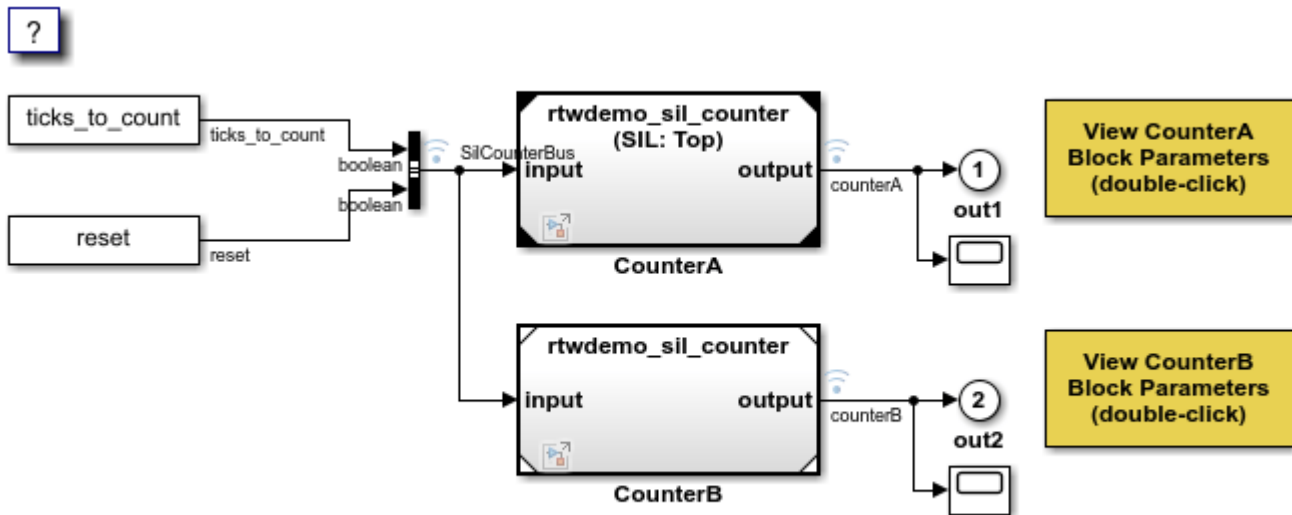 ?
ticks_to_count
ticks_to_count
boolean
SilCounterBus
reset
reset
boolean
rtwdemo_sil_counter
(SIL: Top)
input
output
CounterA
counterA
1
out1
View CounterA
Block Parameters
(double-click)
rtwdemo_sil_counter
input
output
CounterB
counterB
2
out2
View CounterB
Block Parameters
(double-click)